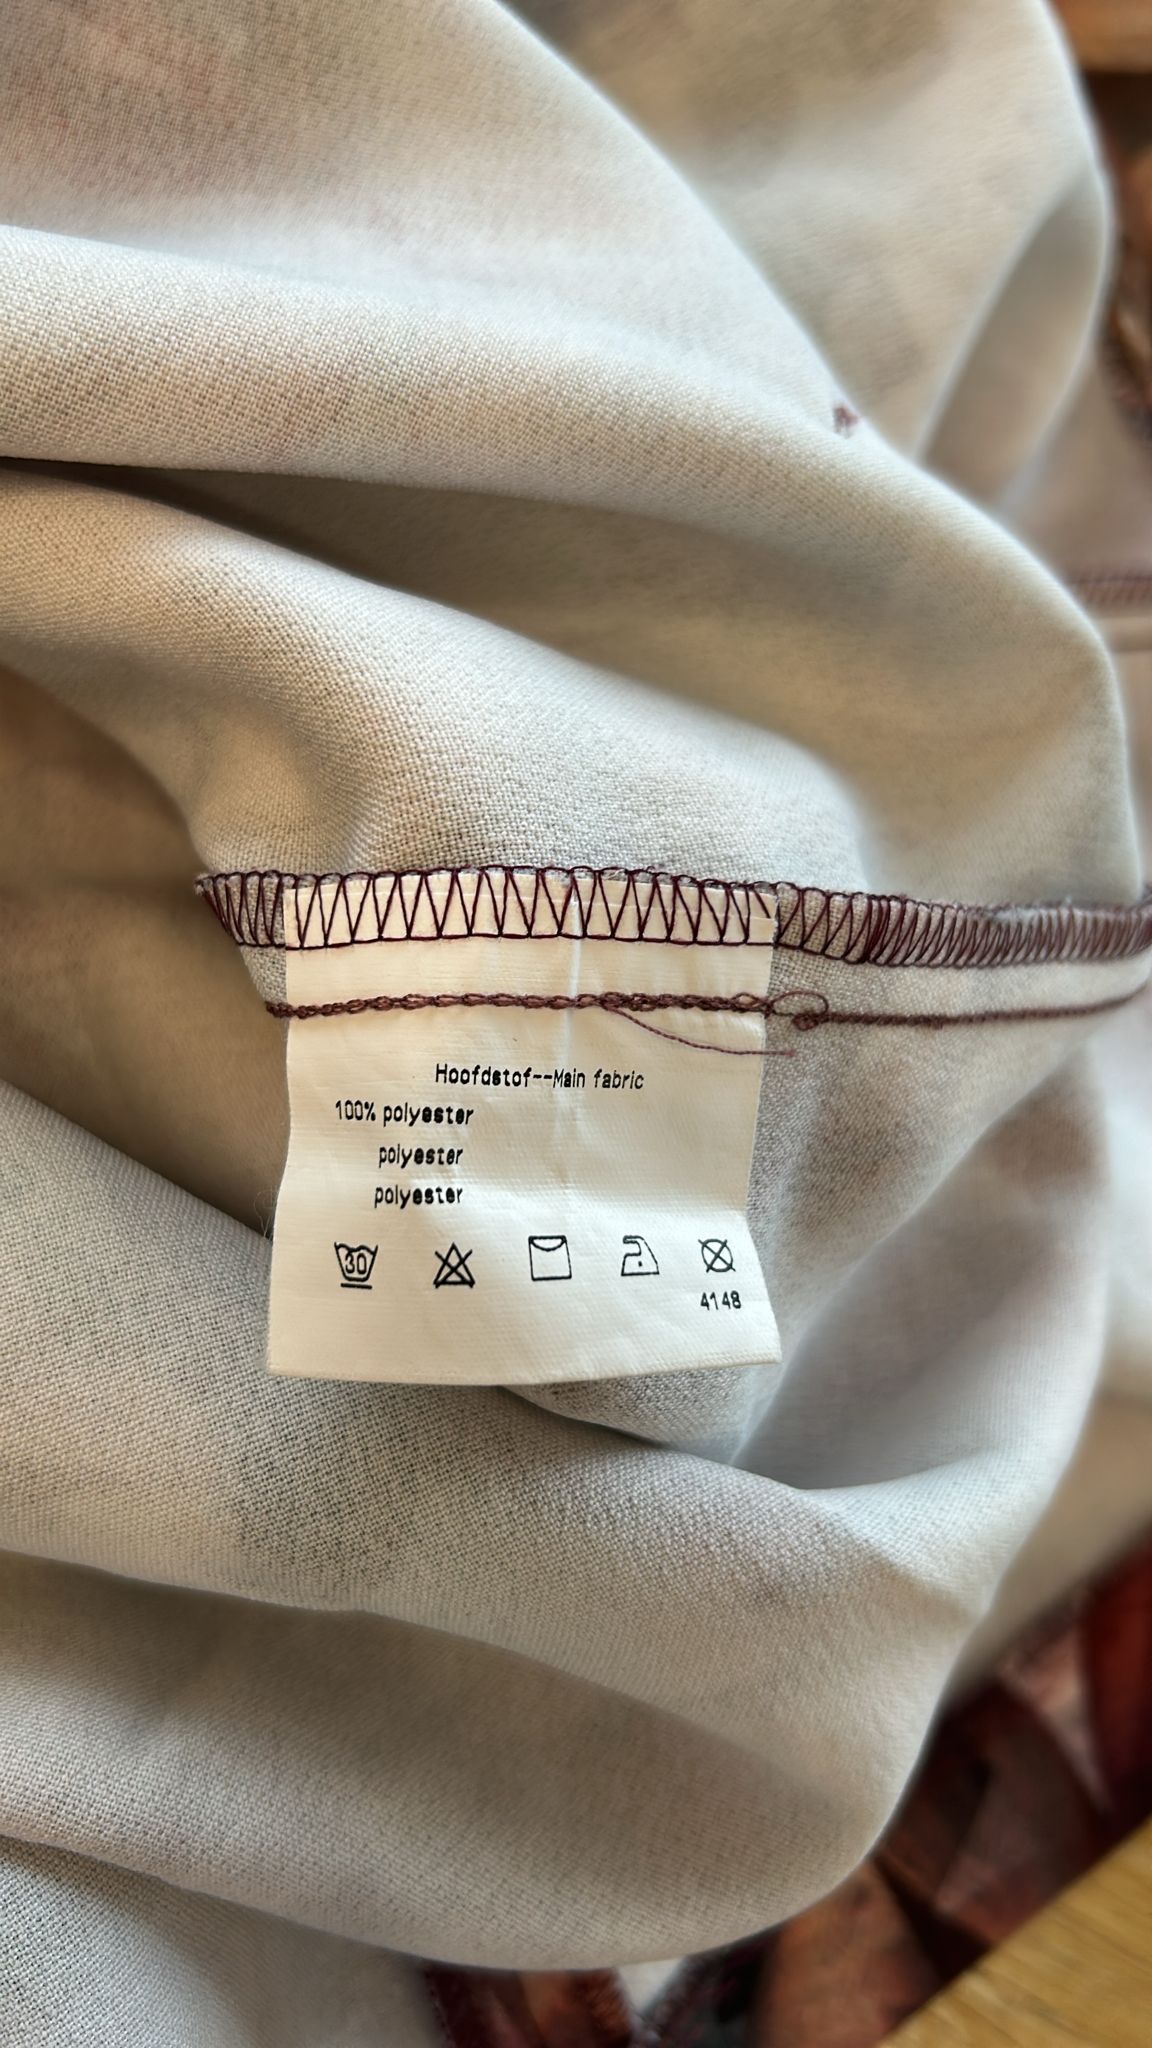 Hoofdstof--Main fabric
100% polyester
polyester
polyester
30
4148